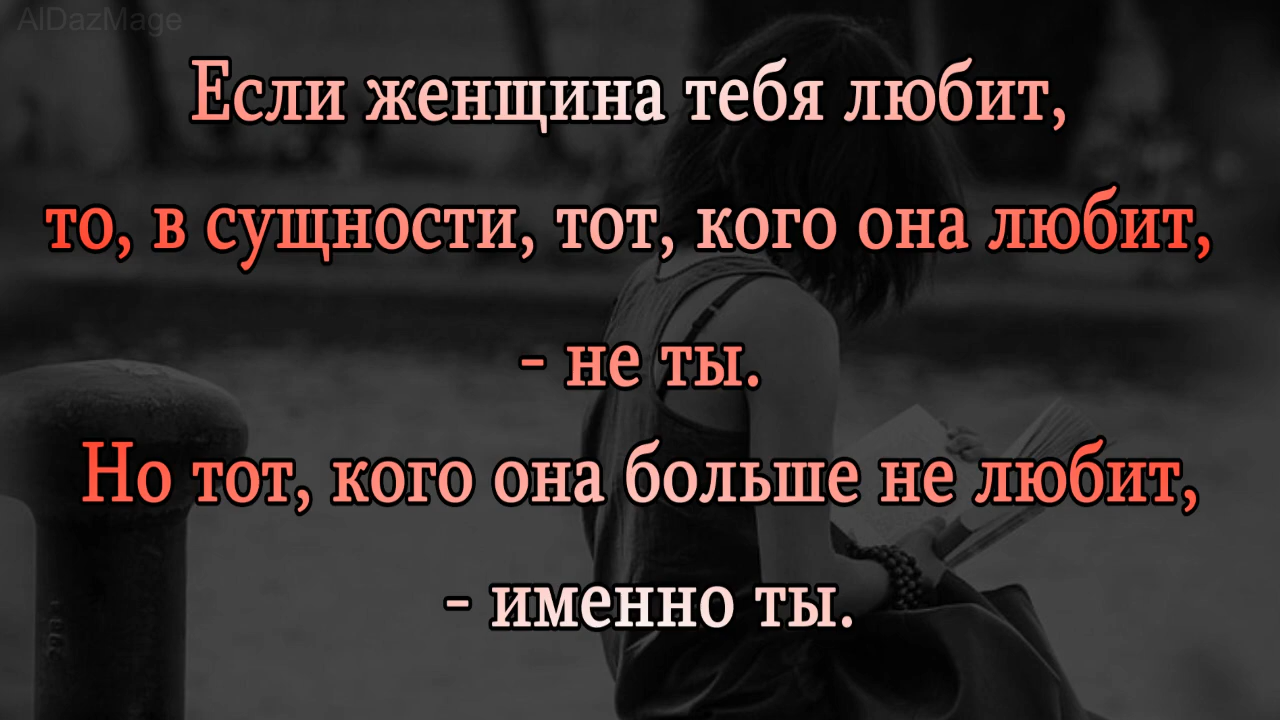 AlDazMage
Если женщина тебя любит,
то, в сущности, тот, кого она любит,
- не ты.
Но тот, кого она больше не любит,
- именно ты.